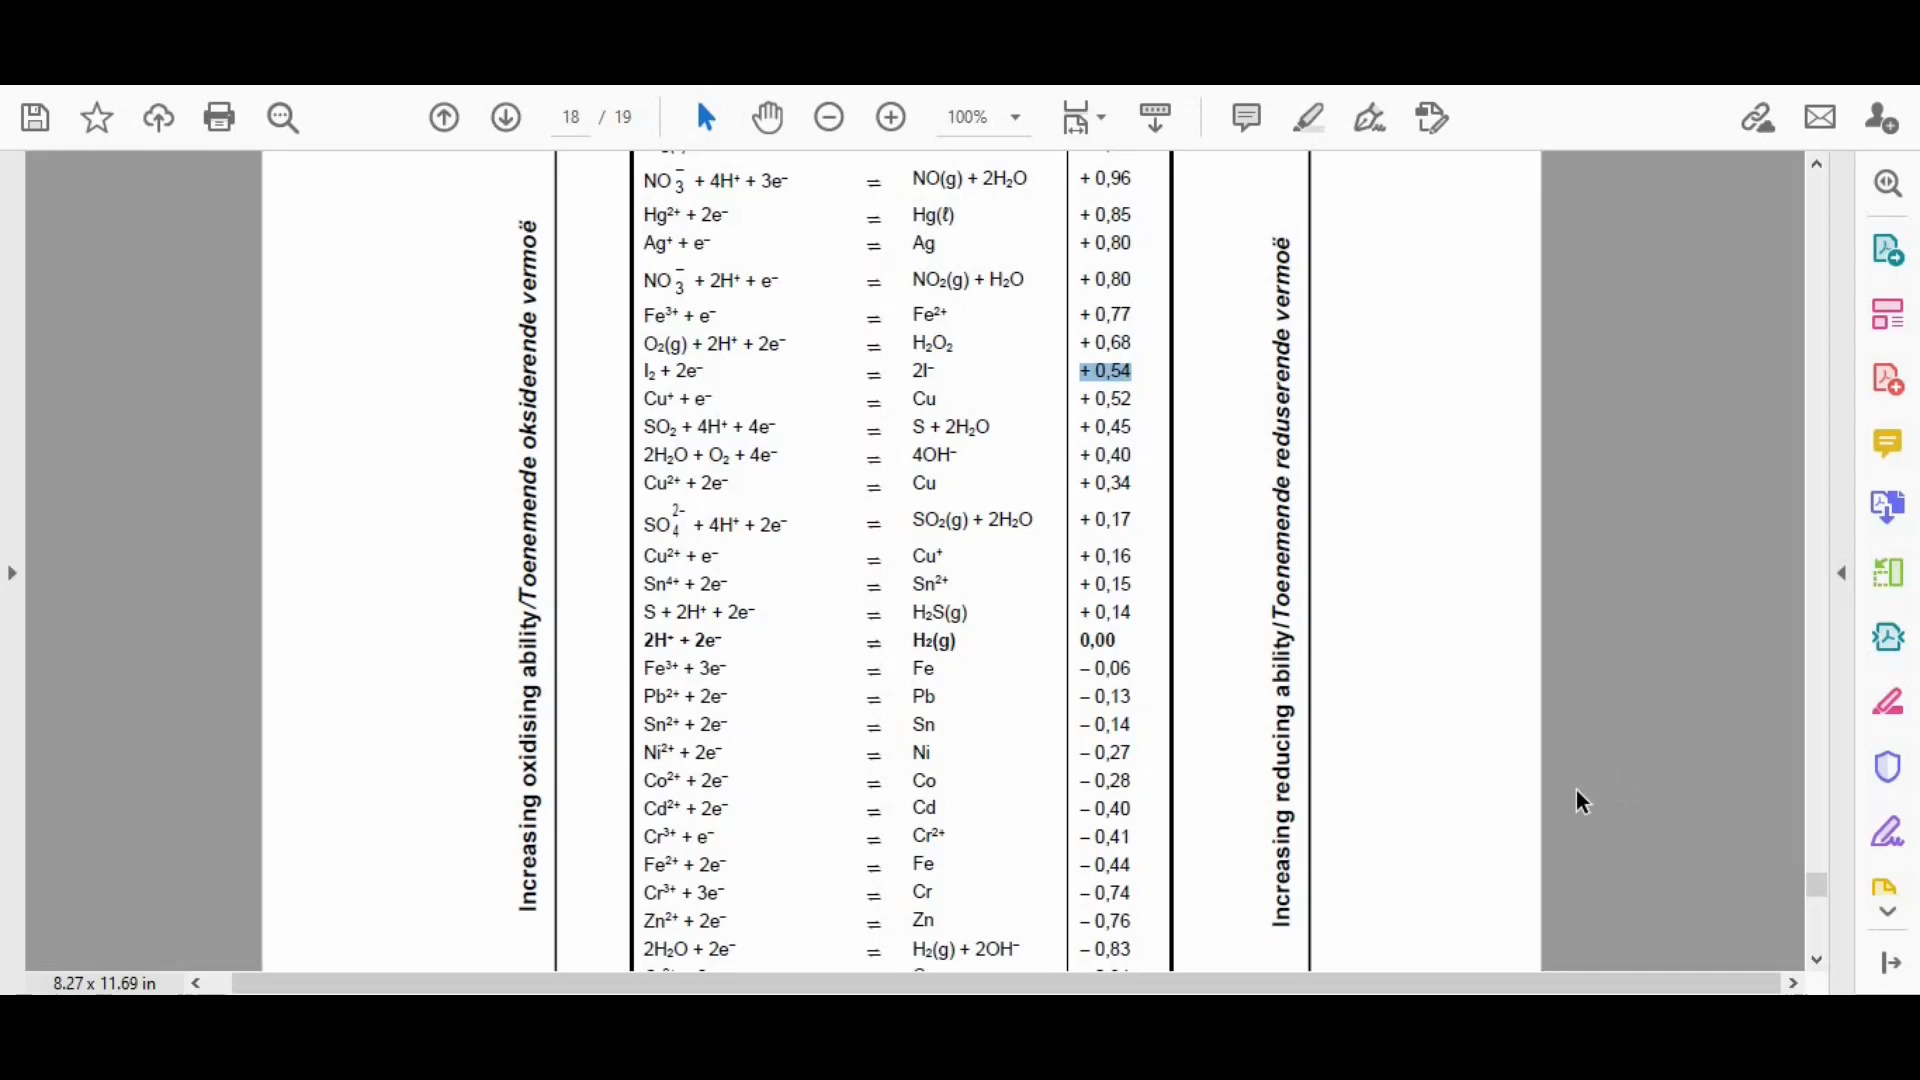 18 / 19
100%
NO₃⁻ + 4H⁺ + 3e⁻ ⇌ NO(g) + 2H₂O + 0,96
Hg²⁺ + 2e⁻ ⇌ Hg(ℓ) + 0,85
Ag⁺ + e⁻ ⇌ Ag + 0,80
NO₃⁻ + 2H⁺ + e⁻ ⇌ NO₂(g) + H₂O + 0,80
Fe³⁺ + e⁻ ⇌ Fe²⁺ + 0,77
O₂(g) + 2H⁺ + 2e⁻ ⇌ H₂O₂ + 0,68
I₂ + 2e⁻ ⇌ 2I⁻ + 0,54
Cu⁺ + e⁻ ⇌ Cu + 0,52
SO₂ + 4H⁺ + 4e⁻ ⇌ S + 2H₂O + 0,45
2H₂O + O₂ + 4e⁻ ⇌ 4OH⁻ + 0,40
Cu²⁺ + 2e⁻ ⇌ Cu + 0,34
SO₄²⁻ + 4H⁺ + 2e⁻ ⇌ SO₂(g) + 2H₂O + 0,17
Cu²⁺ + e⁻ ⇌ Cu⁺ + 0,16
Sn⁴⁺ + 2e⁻ ⇌ Sn²⁺ + 0,15
S + 2H⁺ + 2e⁻ ⇌ H₂S(g) + 0,14
2H⁺ + 2e⁻ ⇌ H₂(g) 0,00
Fe³⁺ + 3e⁻ ⇌ Fe – 0,06
Pb²⁺ + 2e⁻ ⇌ Pb – 0,13
Sn²⁺ + 2e⁻ ⇌ Sn – 0,14
Ni²⁺ + 2e⁻ ⇌ Ni – 0,27
Co²⁺ + 2e⁻ ⇌ Co – 0,28
Cd²⁺ + 2e⁻ ⇌ Cd – 0,40
Cr³⁺ + e⁻ ⇌ Cr²⁺ – 0,41
Fe²⁺ + 2e⁻ ⇌ Fe – 0,44
Cr³⁺ + 3e⁻ ⇌ Cr – 0,74
Zn²⁺ + 2e⁻ ⇌ Zn – 0,76
2H₂O + 2e⁻ ⇌ H₂(g) + 2OH⁻ – 0,83
Increasing oxidising ability/Toenemende oksiderende vermoë
Increasing reducing ability/Toenemende reduserende vermoë
8.27 x 11.69 in